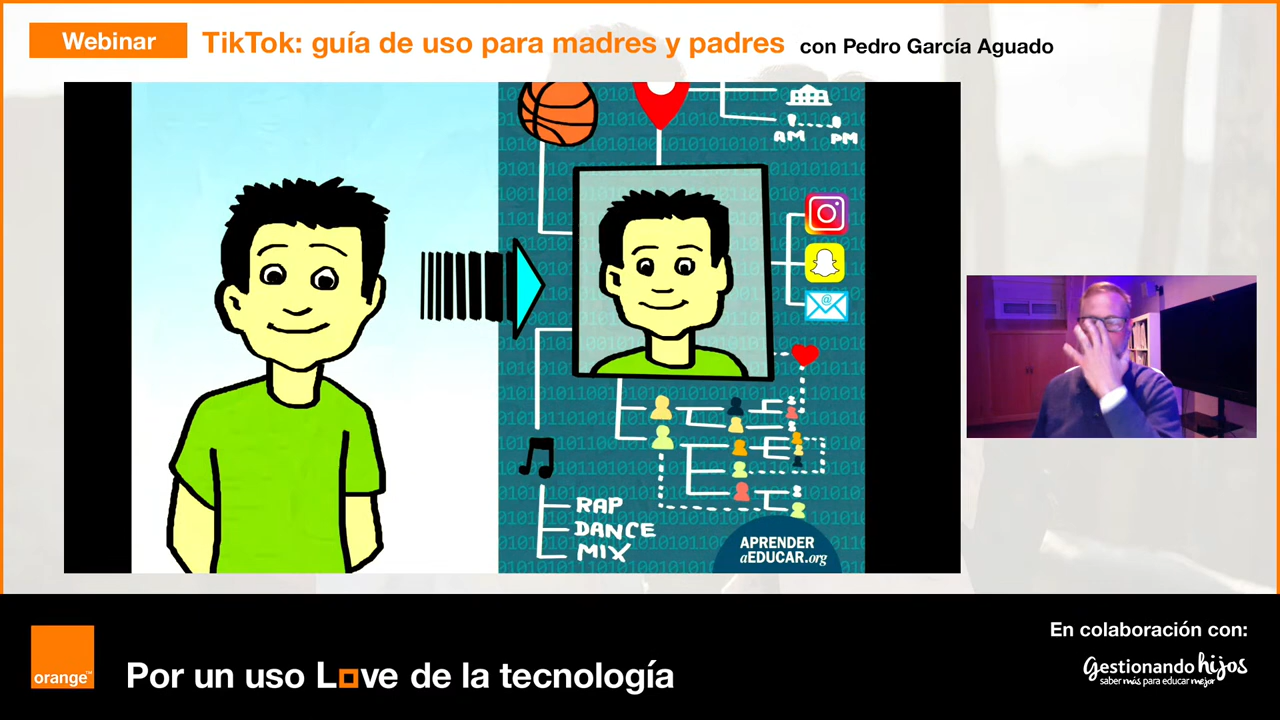 Webinar
TikTok: guía de uso para madres y padres con Pedro García Aguado
AM PM
@
RAP
DANCE
MIX
APRENDER
aEDUCAR.org
En colaboración con:
orange™
Por un uso Love de la tecnología
Gestionando hijos
saber más para educar mejor